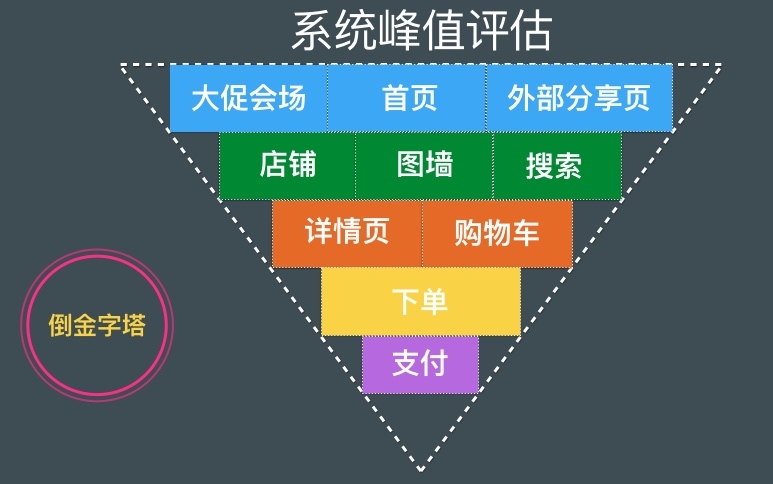 系统峰值评估
大促会场 首页 外部分享页
店铺 图墙 搜索
详情页 购物车
下单
倒金字塔
支付